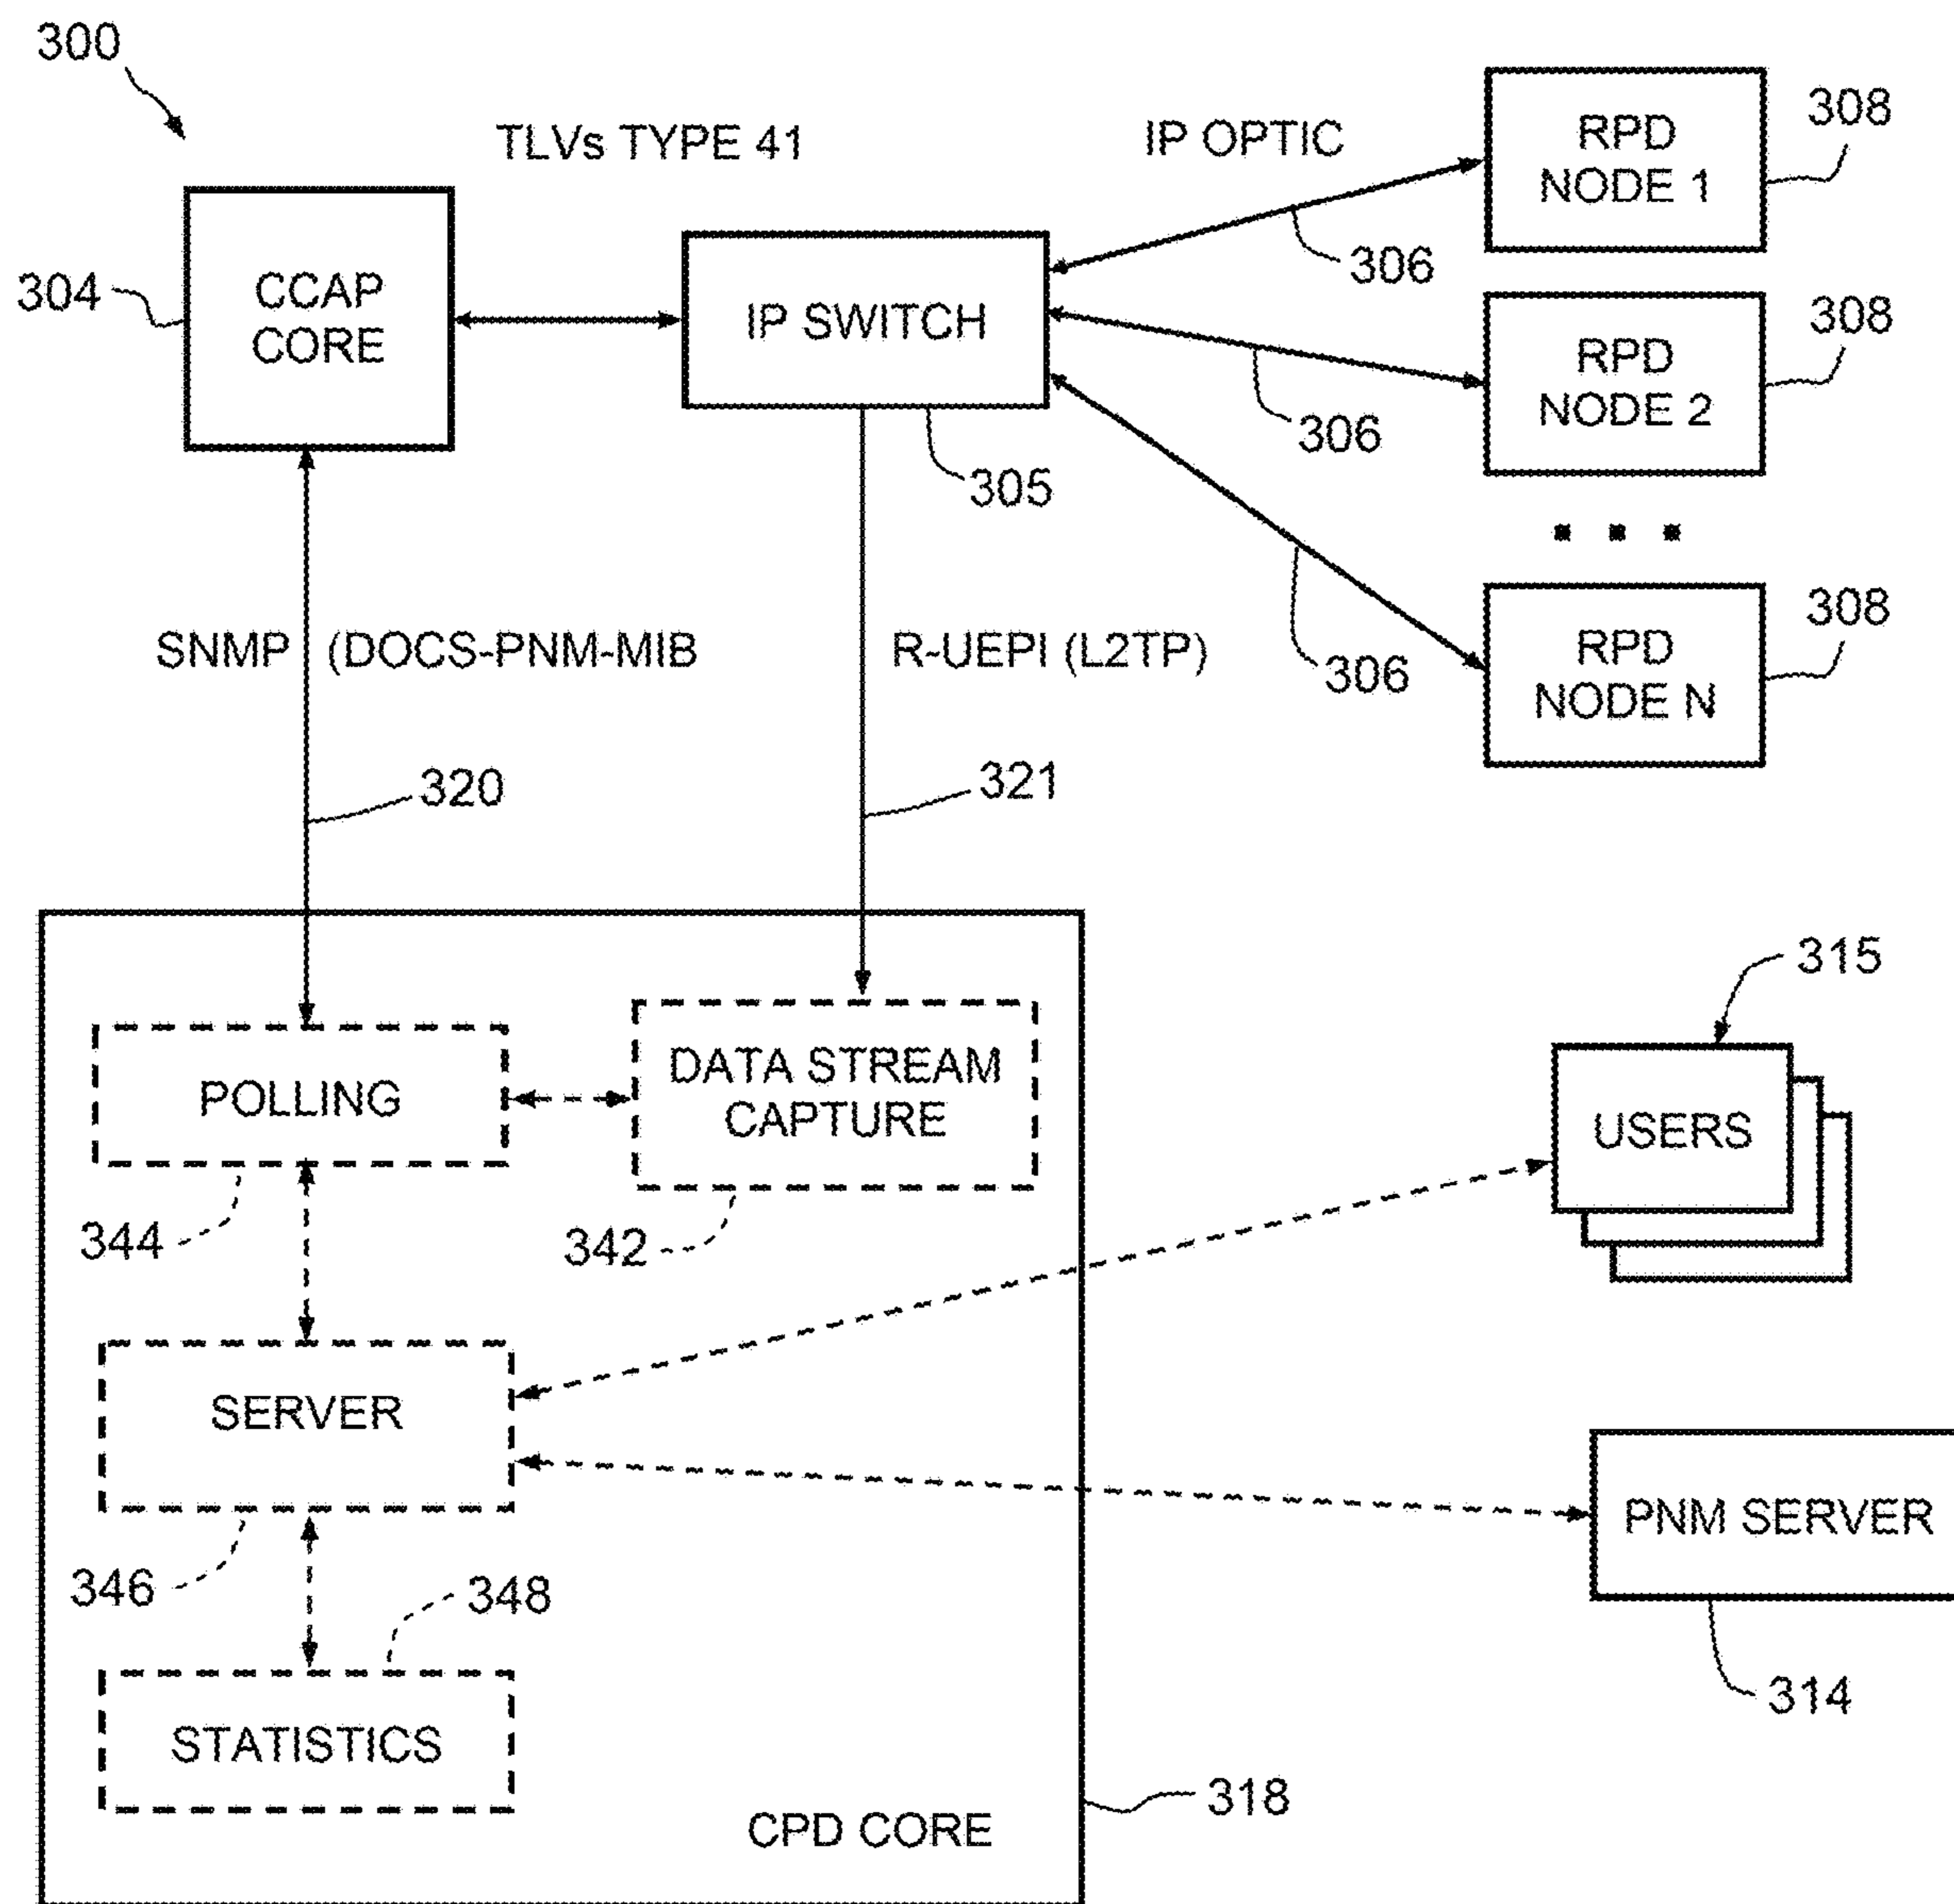 300
TLVs TYPE 41
IP OPTIC
RPD
NODE 1
308
304
CCAP
CORE
IP SWITCH
306
RPD
NODE 2
308
306
305
SNMP (DOCS-PNM-MIB
R-UEPI (L2TP)
306
RPD
NODE N
308
320
321
315
POLLING
DATA STREAM
CAPTURE
USERS
344
342
SERVER
PNM SERVER
346
348
314
STATISTICS
318
CPD CORE